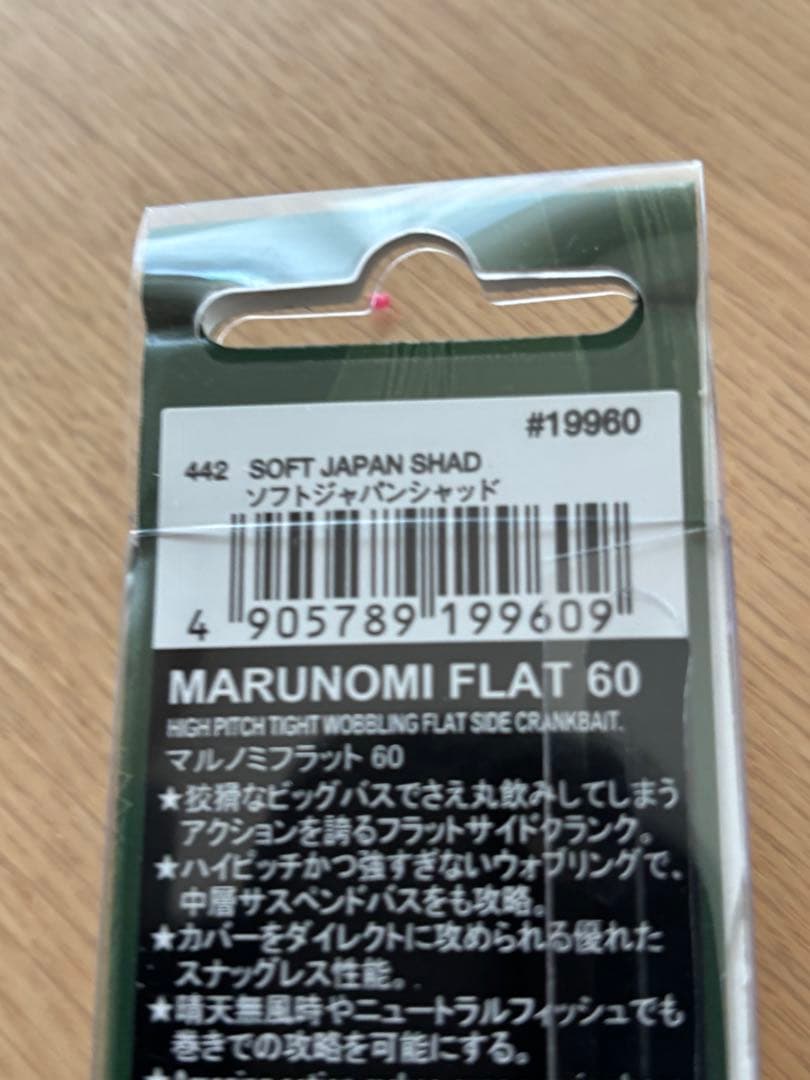 #19960
442 SOFT JAPAN SHAD
ソフトジャパンシャッド
4 905789 199609
MARUNOMI FLAT 60
HIGH PITCH TIGHT WOBBLING FLAT SIDE CRANKBAIT.
マルノミフラット 60
★狡猾なビッグバスでさえ丸飲みしてしまう
アクションを誇るフラットサイドクランク。
★ハイピッチかつ強すぎないウォブリングで、
中層サスペンドバスをも攻略。
★カバーをダイレクトに攻められる優れた
スナッグレス性能。
★晴天無風時やニュートラルフィッシュでも
巻きでの攻略を可能にする。